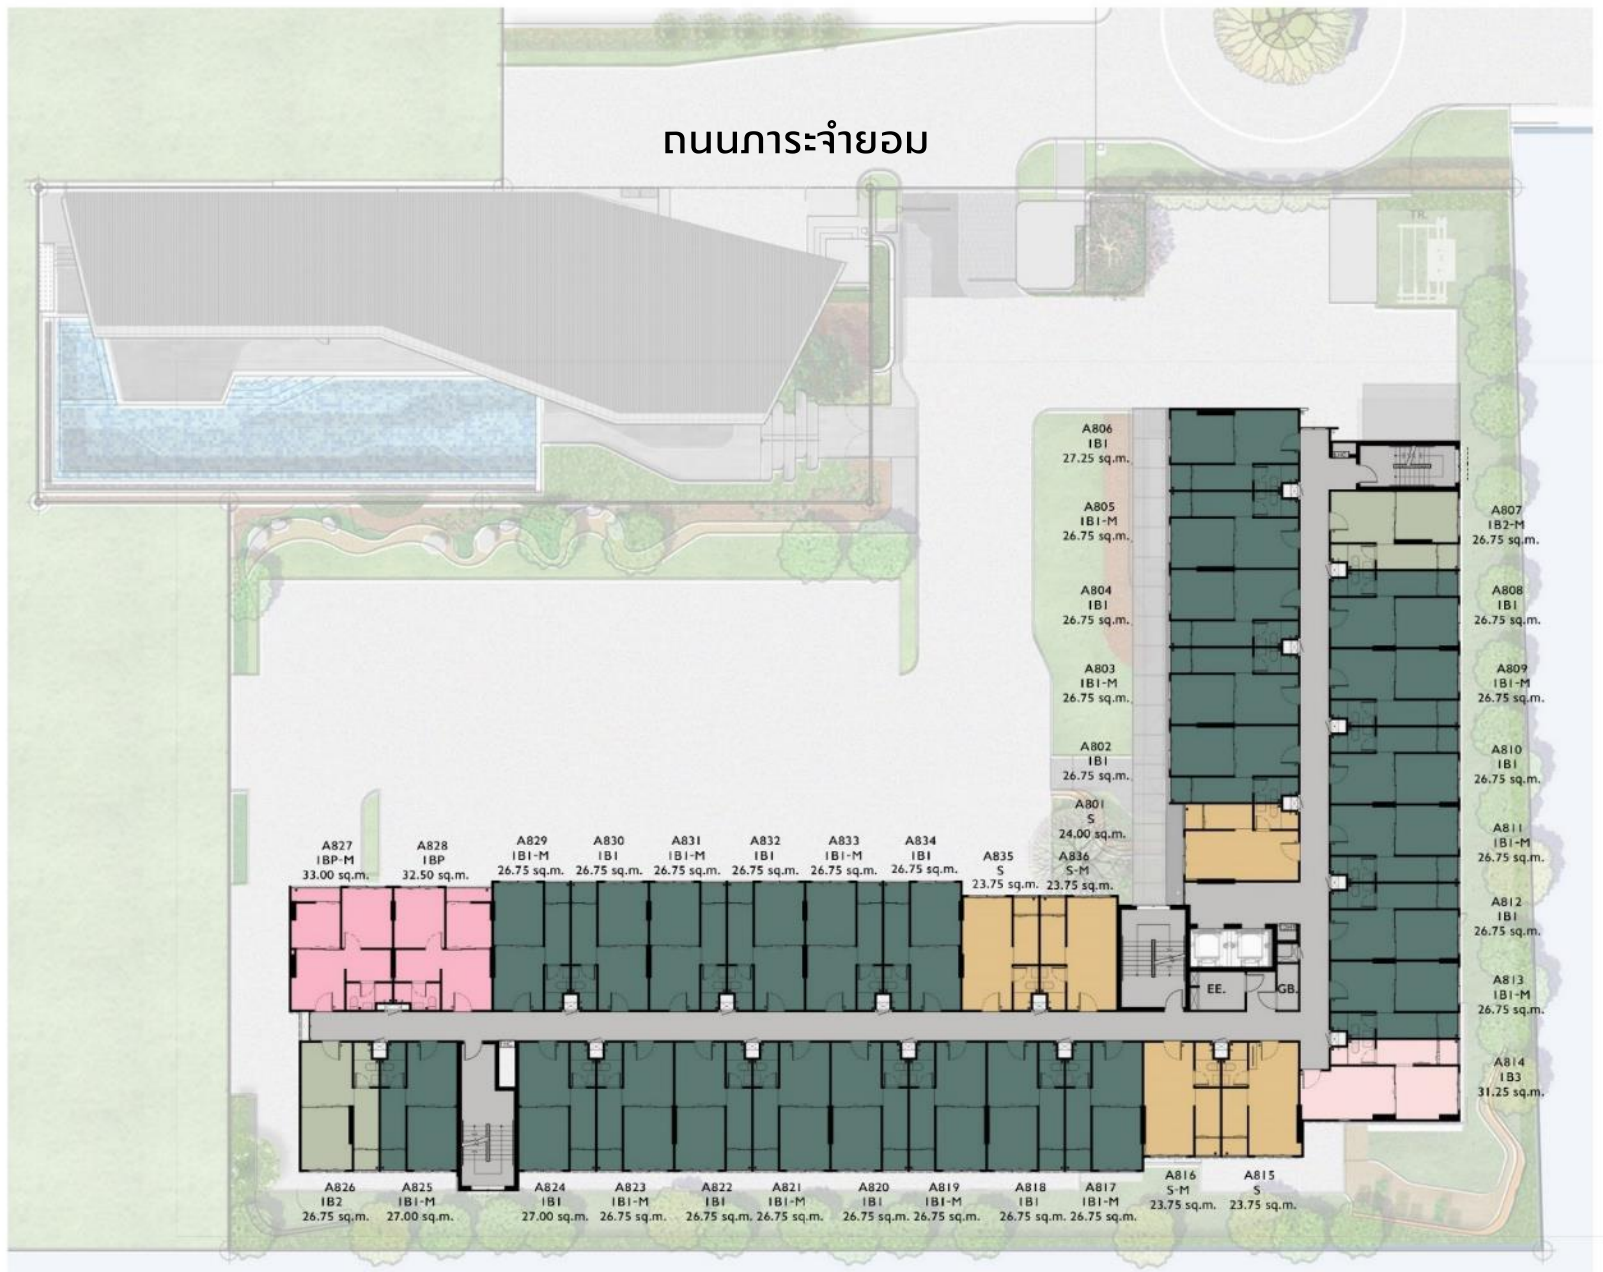 ถนนภาระจำยอม
TR.
A806
1B1
27.25 sq.m.
A805
1B1-M
26.75 sq.m.
A804
1B1
26.75 sq.m.
A803
1B1-M
26.75 sq.m.
A802
1B1
26.75 sq.m.
A801
S
24.00 sq.m.
A807
1B2-M
26.75 sq.m.
A808
1B1
26.75 sq.m.
A809
1B1-M
26.75 sq.m.
A810
1B1
26.75 sq.m.
A811
1B1-M
26.75 sq.m.
A812
1B1
26.75 sq.m.
A813
1B1-M
26.75 sq.m.
A814
1B3
31.25 sq.m.
A827
1BP-M
33.00 sq.m.
A828
1BP
32.50 sq.m.
A829
1B1-M
26.75 sq.m.
A830
1B1
26.75 sq.m.
A831
1B1-M
26.75 sq.m.
A832
1B1
26.75 sq.m.
A833
1B1-M
26.75 sq.m.
A834
1B1
26.75 sq.m.
A835
S
23.75 sq.m.
A836
S-M
23.75 sq.m.
EE.
GB.
A826
1B2
26.75 sq.m.
A825
1B1-M
27.00 sq.m.
A824
1B1
27.00 sq.m.
A823
1B1-M
26.75 sq.m.
A822
1B1
26.75 sq.m.
A821
1B1-M
26.75 sq.m.
A820
1B1
26.75 sq.m.
A819
1B1-M
26.75 sq.m.
A818
1B1
26.75 sq.m.
A817
1B1-M
26.75 sq.m.
A816
S-M
23.75 sq.m.
A815
S
23.75 sq.m.